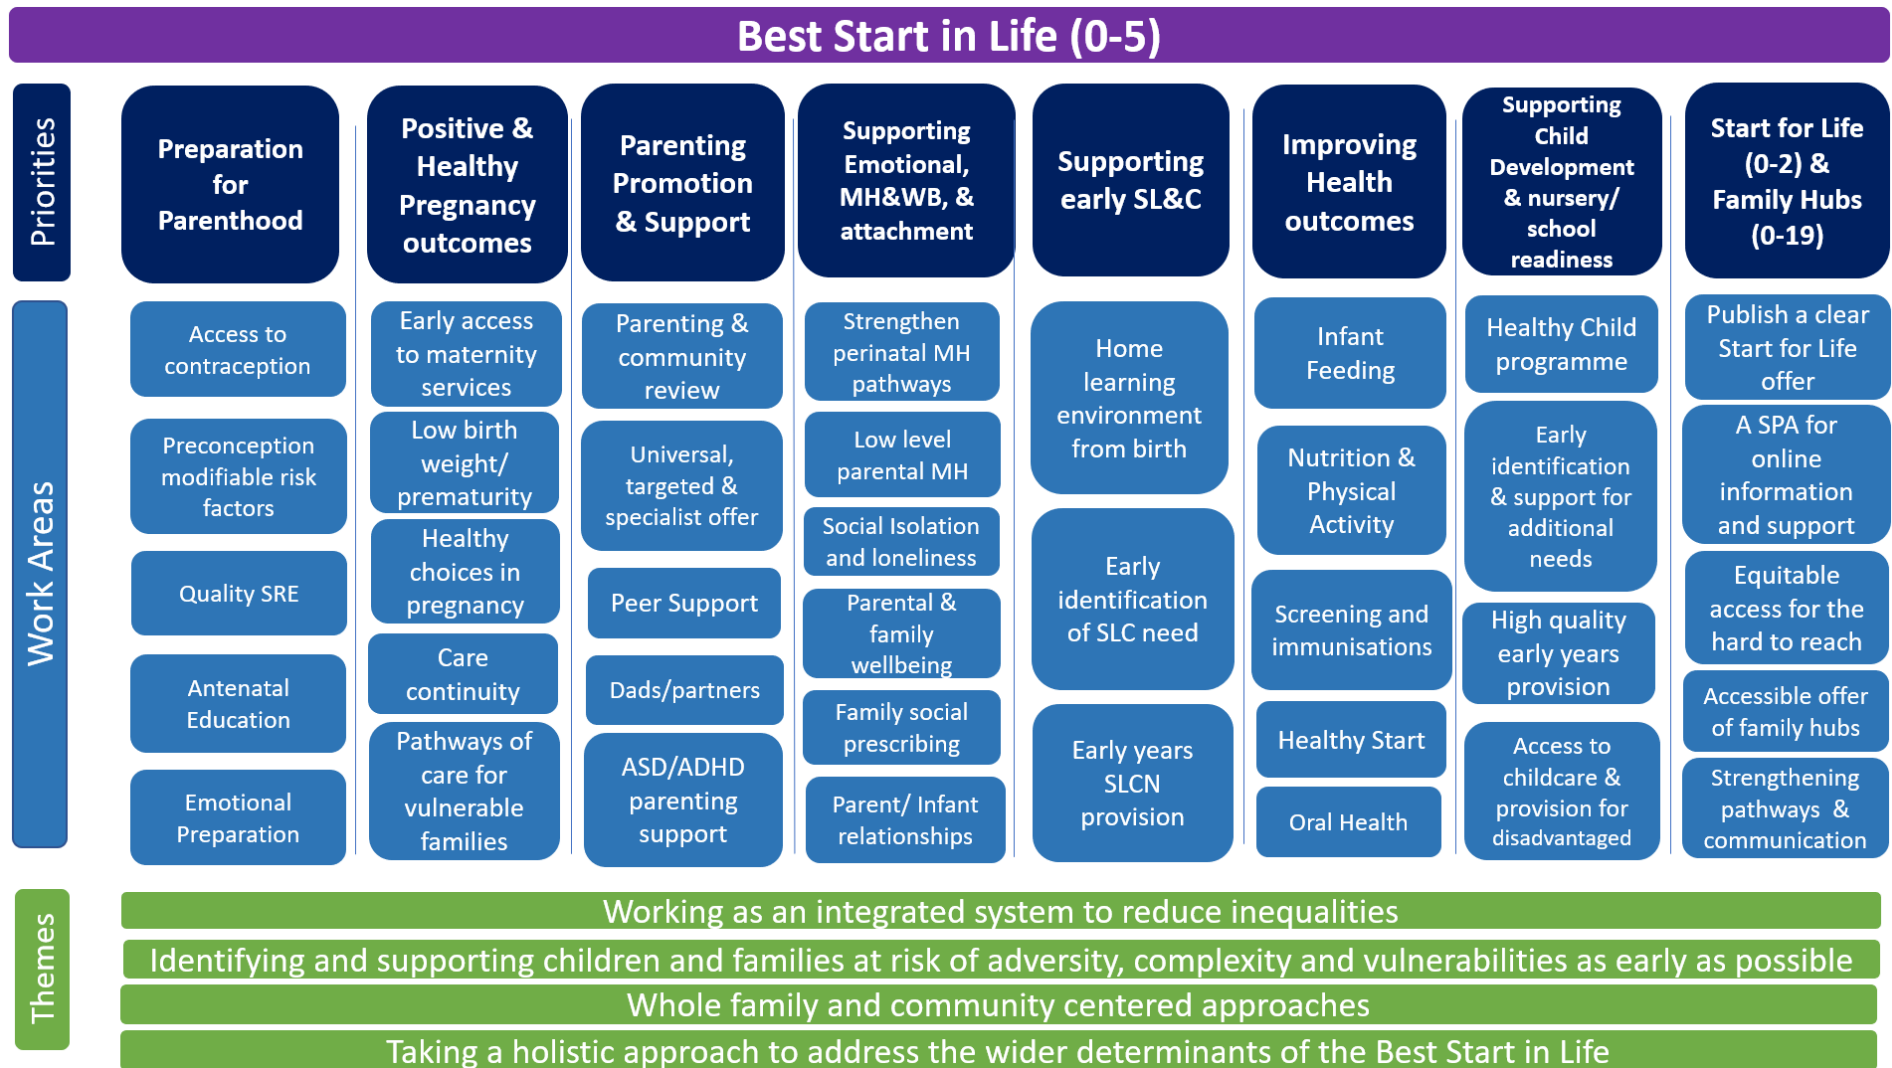 Best Start in Life (0-5)
Priorities
Preparation
for
Parenthood
Positive &
Healthy
Pregnancy
outcomes
Parenting
Promotion
& Support
Supporting
Emotional,
MH&WB, &
attachment
Supporting
early SL&C
Improving
Health
outcomes
Supporting
Child
Development
& nursery/
school
readiness
Start for Life
(0-2) &
Family Hubs
(0-19)
Work Areas
Access to
contraception
Preconception
modifiable risk
factors
Quality SRE
Antenatal
Education
Emotional
Preparation
Early access
to maternity
services
Low birth
weight/
prematurity
Healthy
choices in
pregnancy
Care
continuity
Pathways of
care for
vulnerable
families
Parenting &
community
review
Universal,
targeted &
specialist offer
Peer Support
Dads/partners
ASD/ADHD
parenting
support
Strengthen
perinatal MH
pathways
Low level
parental MH
Social Isolation
and loneliness
Parental &
family
wellbeing
Family social
prescribing
Parent/ Infant
relationships
Home
learning
environment
from birth
Early
identification
of SLC need
Early years
SLCN
provision
Infant
Feeding
Nutrition &
Physical
Activity
Screening and
immunisations
Healthy Start
Oral Health
Healthy Child
programme
Early
identification
& support for
additional
needs
High quality
early years
provision
Access to
childcare &
provision for
disadvantaged
Publish a clear
Start for Life
offer
A SPA for
online
information
and support
Equitable
access for the
hard to reach
Accessible offer
of family hubs
Strengthening
pathways &
communication
Themes
Working as an integrated system to reduce inequalities
Identifying and supporting children and families at risk of adversity, complexity and vulnerabilities as early as possible
Whole family and community centered approaches
Taking a holistic approach to address the wider determinants of the Best Start in Life